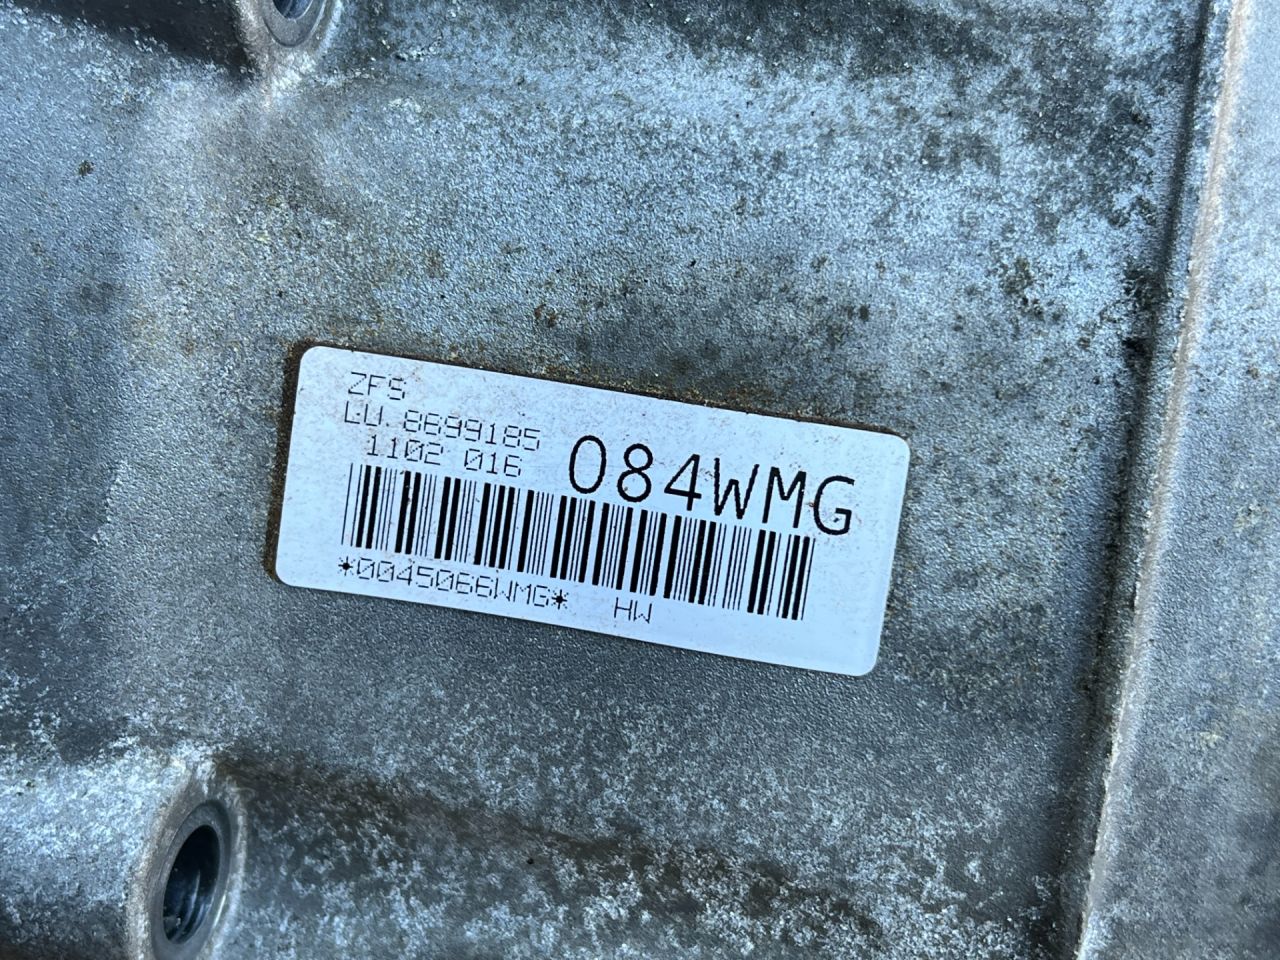 ZFS
LU 8699185
1102 016
084WMG
*0045066WMG* HW